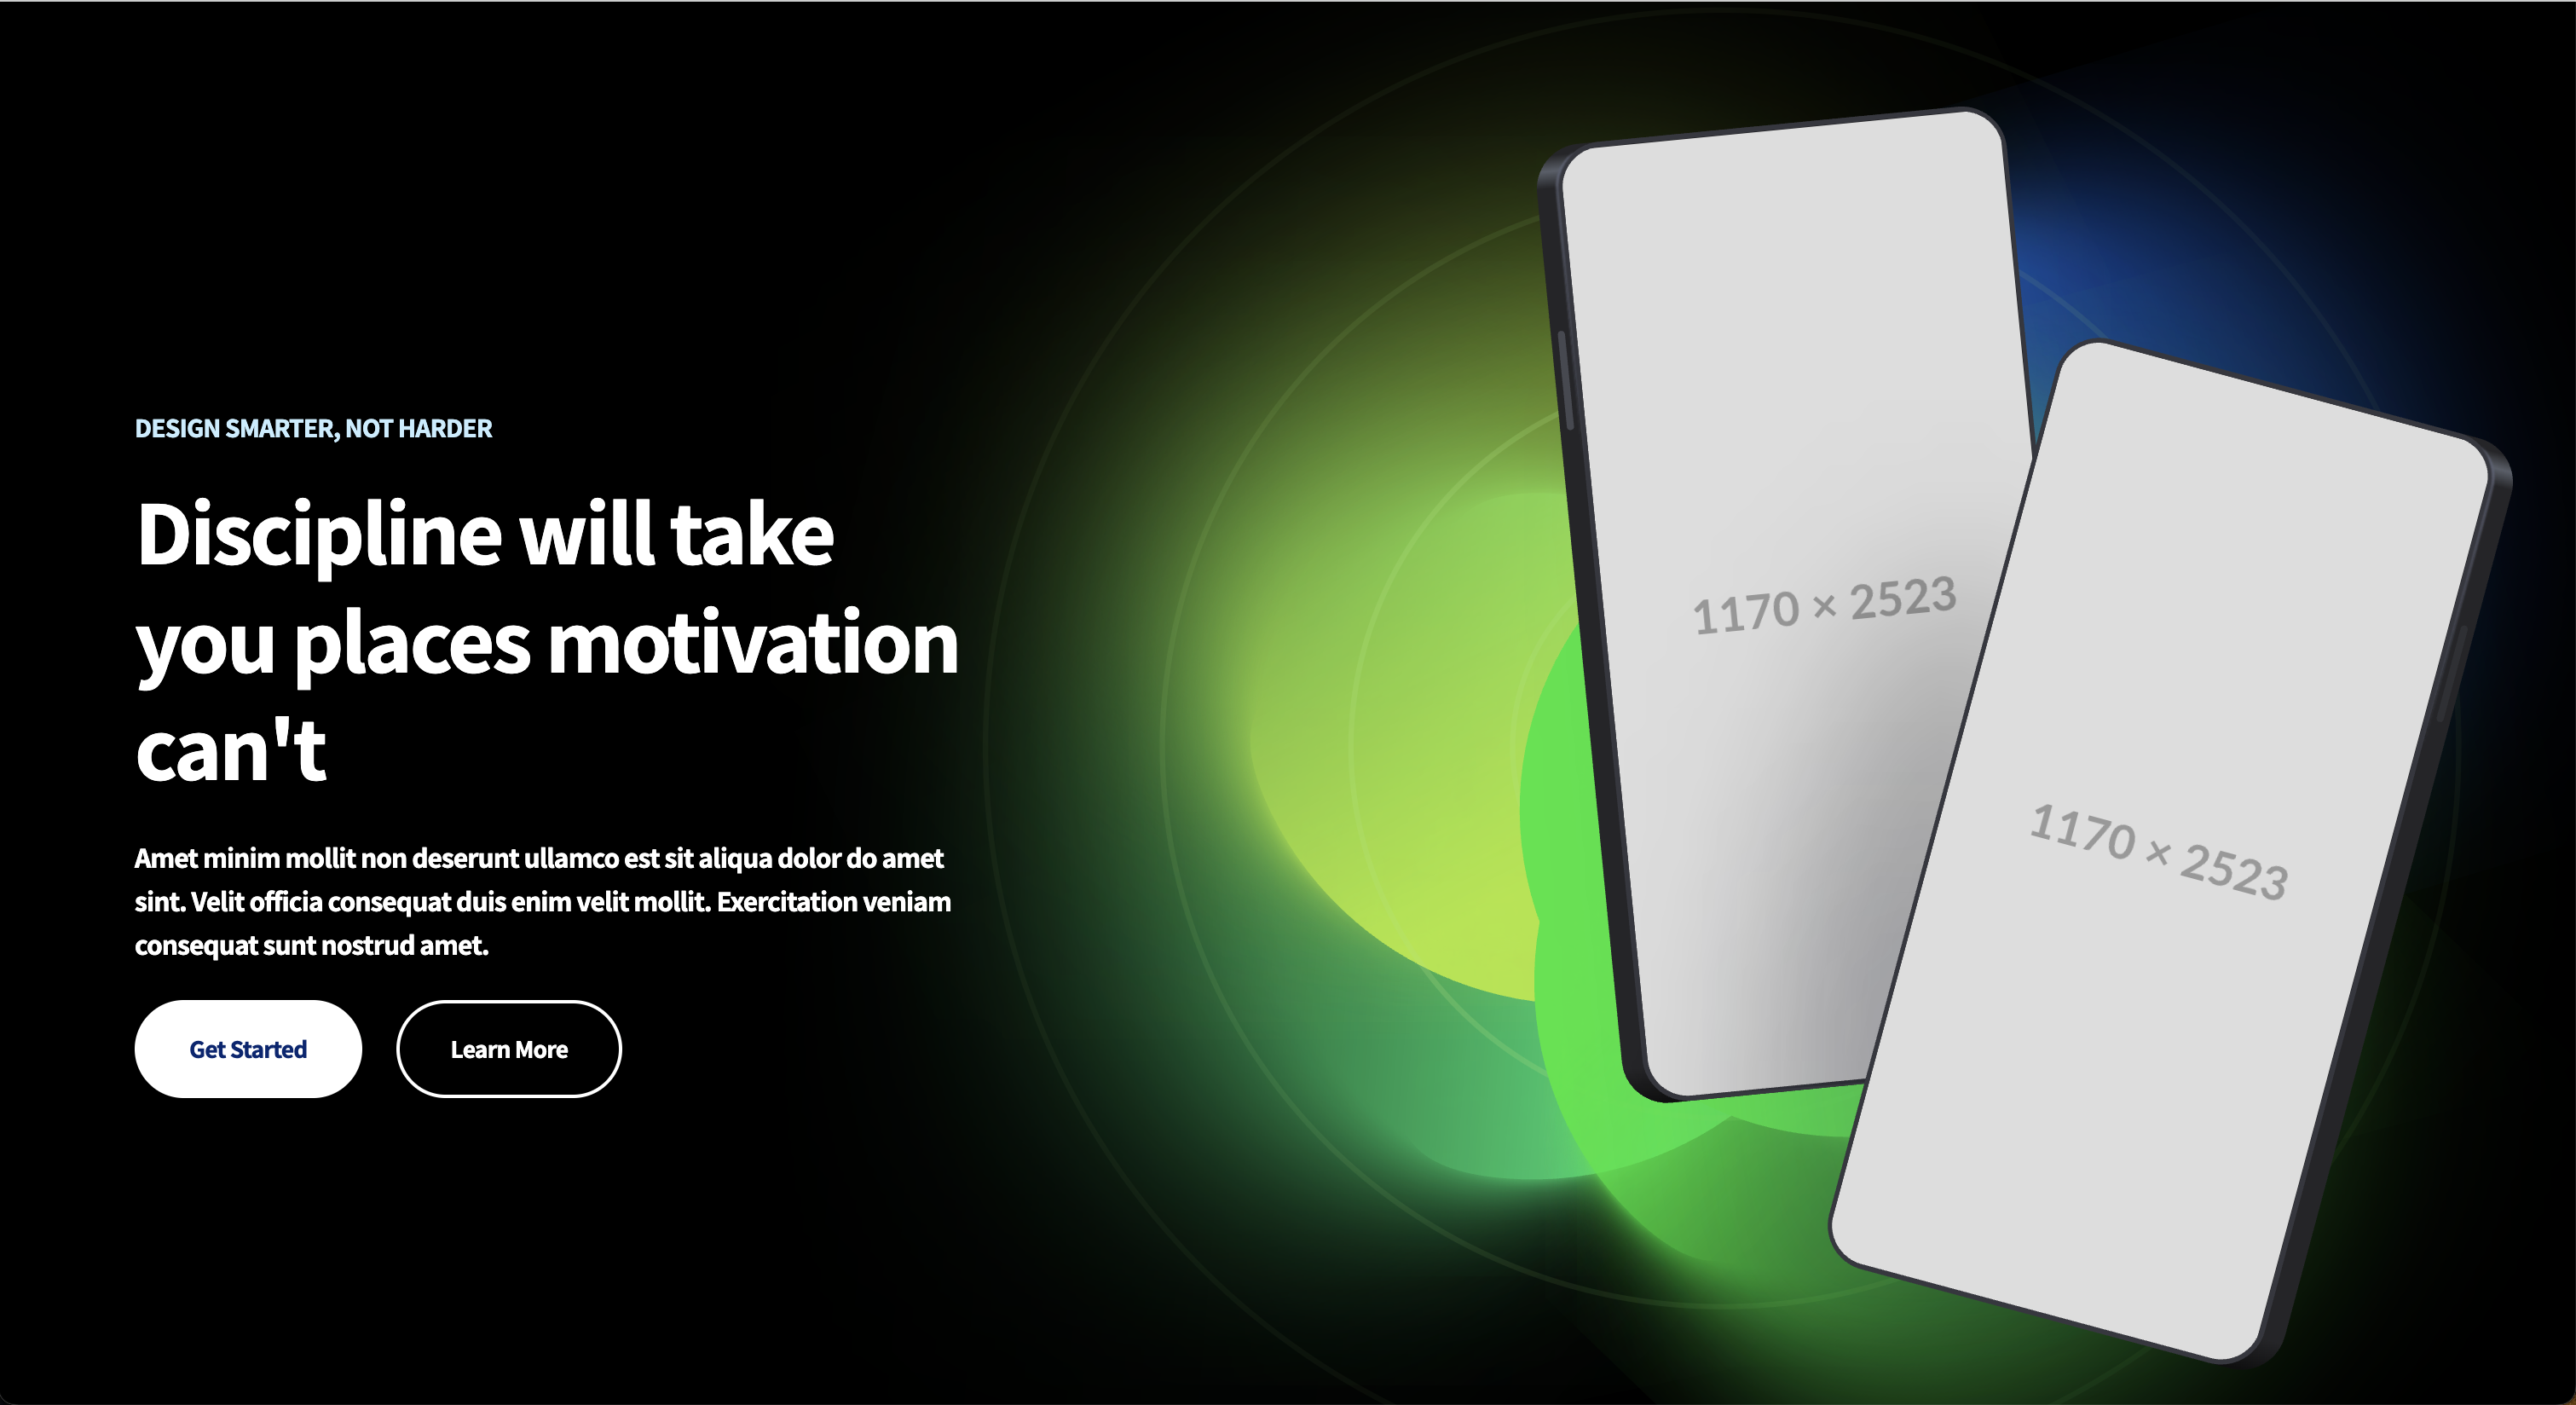 DESIGN SMARTER, NOT HARDER
Discipline will take
you places motivation
can't
Amet minim mollit non deserunt ullamco est sit aliqua dolor do amet
sint. Velit officia consequat duis enim velit mollit. Exercitation veniam
consequat sunt nostrud amet.
Get Started
Learn More
1170 × 2523
1170 × 2523